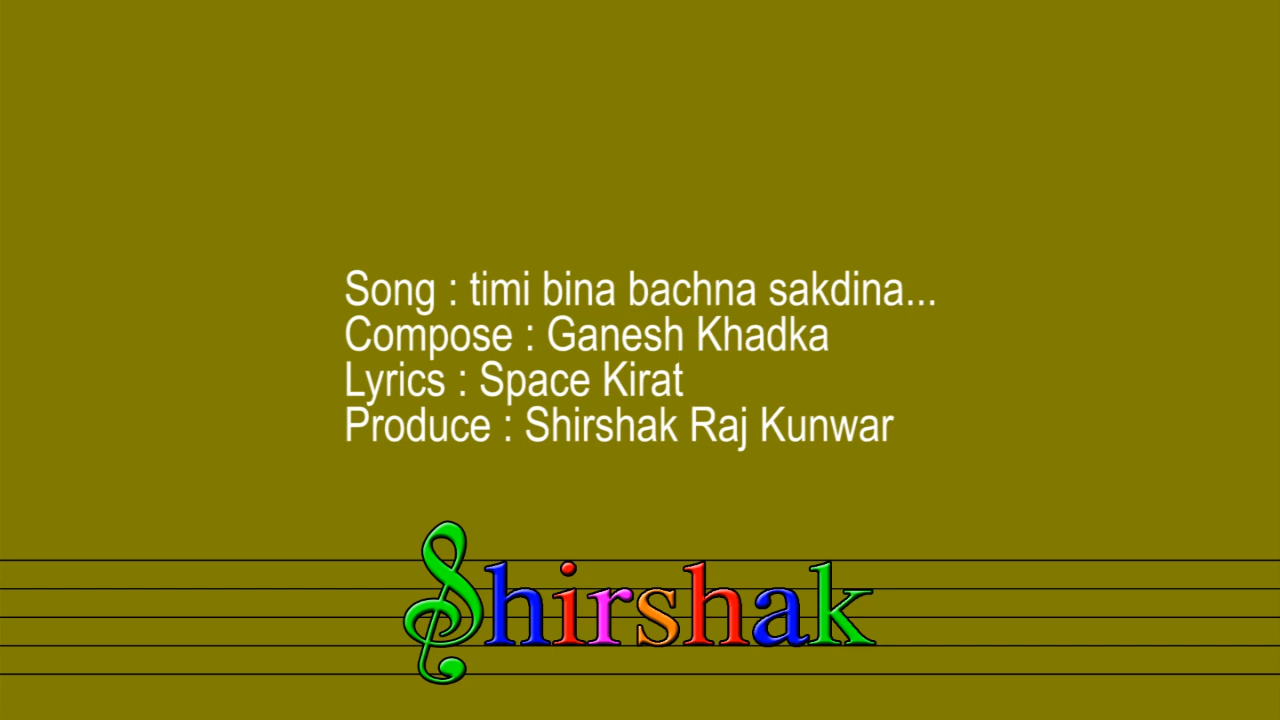 Song : timi bina bachna sakdina...
Compose : Ganesh Khadka
Lyrics : Space Kirat
Produce : Shirshak Raj Kunwar
Shirshak